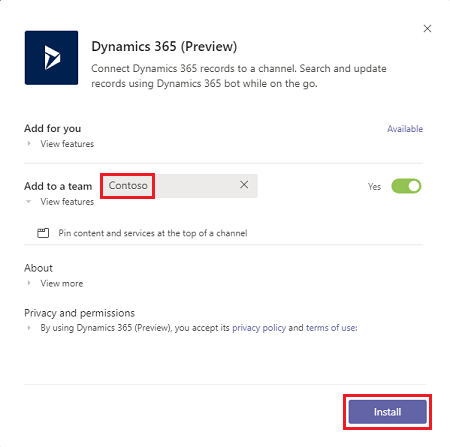 Dynamics 365 (Preview)
Connect Dynamics 365 records to a channel. Search and update
records using Dynamics 365 bot while on the go.
Add for you
Available
View features
Add to a team
Contoso
Yes
View features
Pin content and services at the top of a channel
About
View more
Privacy and permissions
By using Dynamics 365 (Preview), you accept its privacy policy and terms of use:
Install